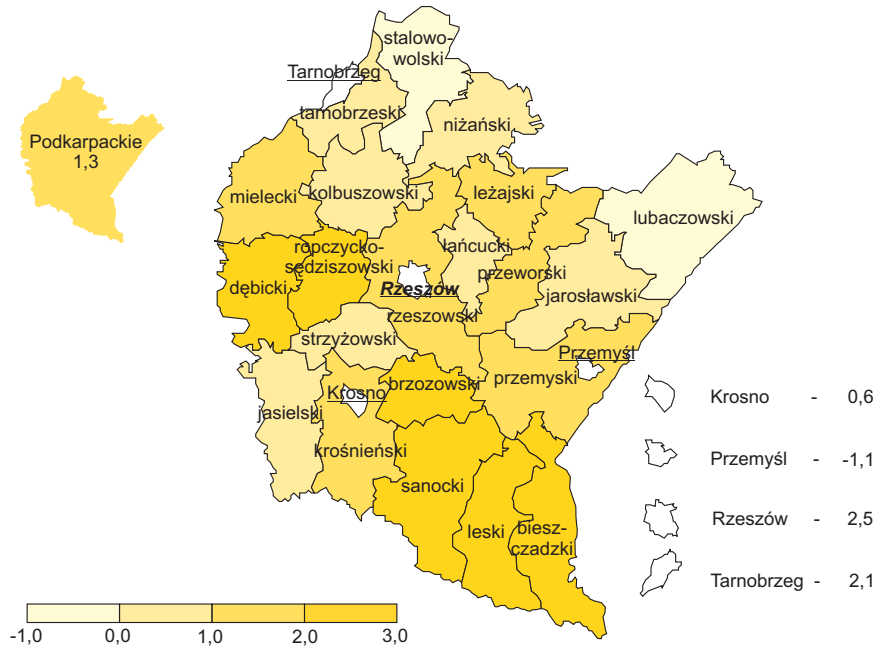 stalowo-
wolski
Tarnobrzeg
tarnobrzeski
niżański
Podkarpackie
1,3
mielecki
kolbuszowski
leżajski
lubaczowski
ropczycko-
sędziszowski
łańcucki
dębicki
przeworski
Rzeszów
jarosławski
rzeszowski
strzyżowski
Przemyśl
przemyski
brzozowski
Krosno
jasielski
krośnieński
sanocki
leski
biesz-
czadzki
Krosno - 0,6
Przemyśl - -1,1
Rzeszów - 2,5
Tarnobrzeg - 2,1
-1,0 0,0 1,0 2,0 3,0